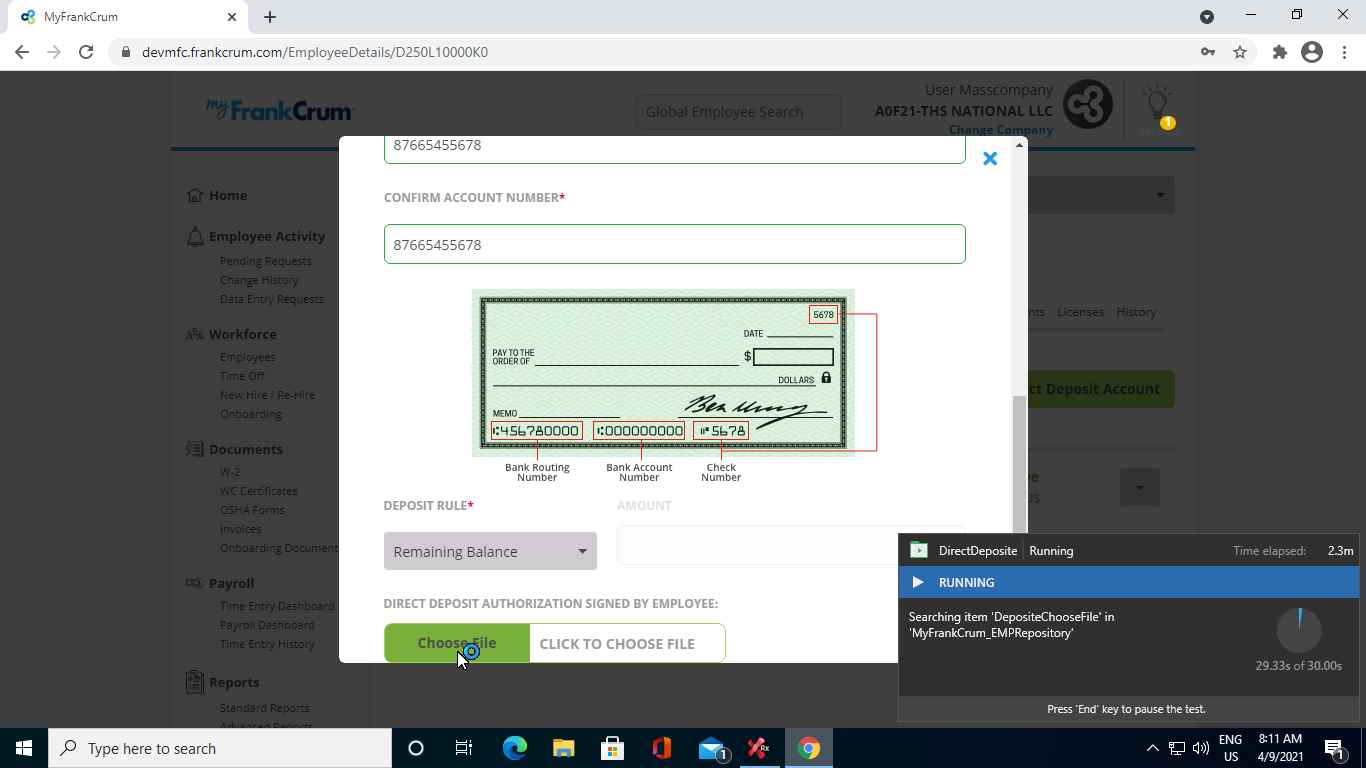 MyFrankCrum
devmfc.frankcrum.com/EmployeeDetails/D250L10000K0
my FrankCrum
Global Employee Search
User Masscompany
A0F21-THS NATIONAL LLC
Change Company
1
Home
Employee Activity
Pending Requests
Change History
Data Entry Requests
Workforce
Employees
Time Off
New Hire / Re-Hire
Onboarding
Documents
W-2
WC Certificates
OSHA Forms
Invoices
Onboarding Document
Payroll
Time Entry Dashboard
Payroll Dashboard
Time Entry History
Reports
Standard Reports
Advanced Reports
87665455678
CONFIRM ACCOUNT NUMBER*
87665455678
5678
DATE
PAY TO THE
ORDER OF
$
DOLLARS
MEMO
⑆456780000
⑆000000000
⑈5678
Bank Routing
Number
Bank Account
Number
Check
Number
DEPOSIT RULE*
AMOUNT
Remaining Balance
DIRECT DEPOSIT AUTHORIZATION SIGNED BY EMPLOYEE:
Choose File
CLICK TO CHOOSE FILE
nts Licenses History
ct Deposit Account
DirectDeposite Running
Time elapsed: 2.3m
RUNNING
Searching item 'DepositeChooseFile' in
'MyFrankCrum_EMPRepository'
29.33s of 30.00s
Press 'End' key to pause the test.
Type here to search
1
Rx
ENG
US
8:11 AM
4/9/2021
1